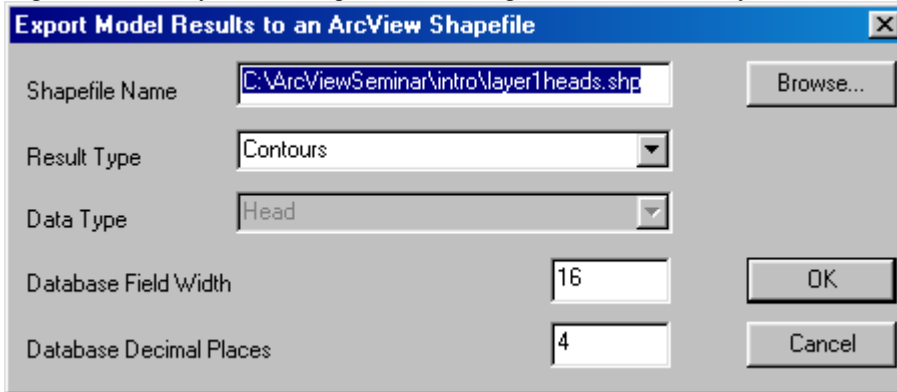 Export Model Results to an ArcView Shapefile
Shapefile Name
C:\ArcViewSeminar\intro\layer1heads.shp
Browse...
Result Type
Contours
Data Type
Head
Database Field Width
16
OK
Database Decimal Places
4
Cancel